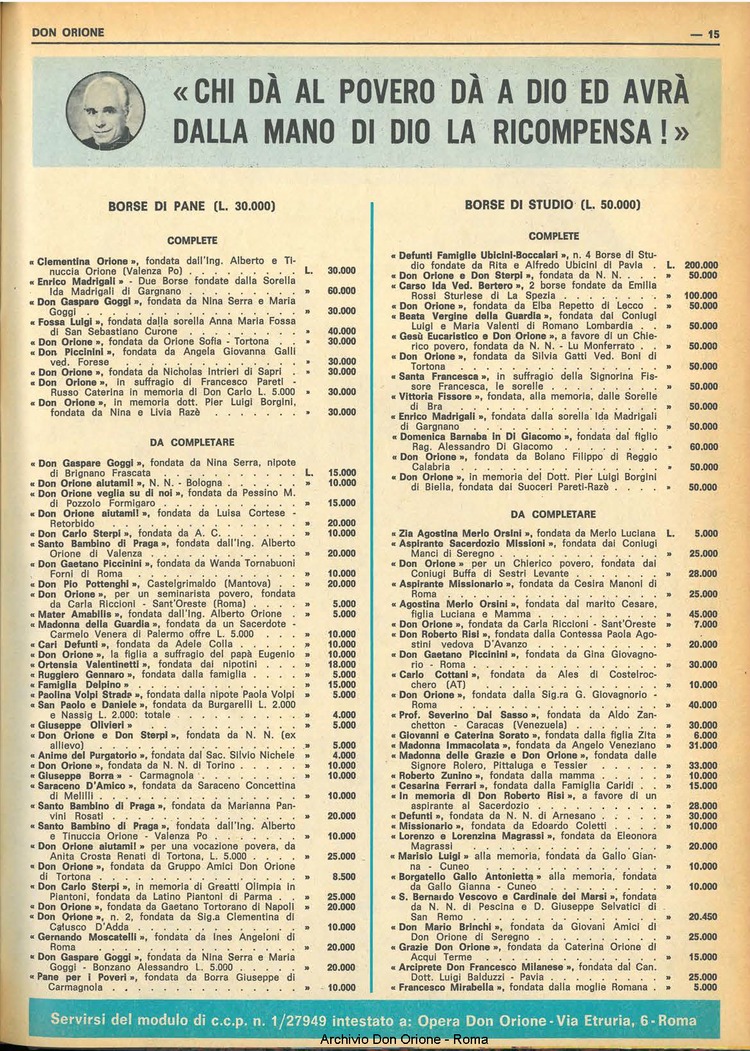 DON ORIONE
— 15
« CHI DÀ AL POVERO DÀ A DIO ED AVRÀ
DALLA MANO DI DIO LA RICOMPENSA ! »
BORSE DI PANE (L. 30.000)
COMPLETE
« Clementina Orione », fondata dall'Ing. Alberto e Ti-
nuccia Orione (Valenza Po) . . . . . . . . . L. 30.000
« Enrico Madrigali » - Due Borse fondate dalla Sorella
Ida Madrigali di Gargnano . . . . . . . » 60.000
« Don Gaspare Goggi », fondata da Nina Serra e Maria
Goggi . . . . . . . . . . . . . » 30.000
« Fossa Luigi », fondata dalla sorella Anna Maria Fossa
di San Sebastiano Curone . . . . . . . . » 40.000
« Don Orione », fondata da Orione Sofia - Tortona . . » 30.000
« Don Piccinini », fondata da Angela Giovanna Galli
ved. Forese . . . . . . . . . . . » 30.000
« Don Orione », fondata da Nicholas Intrieri di Sapri . » 30.000
« Don Orione », in suffragio di Francesco Pareti -
Russo Caterina in memoria di Don Carlo L. 5.000 » 30.000
« Don Orione », in memoria dott. Pier Luigi Borgini,
fondata da Nina e Livia Razè . . . . . . » 30.000
DA COMPLETARE
« Don Gaspare Goggi », fondata da Nina Serra, nipote
di Brignano Frascata . . . . . . . . . L. 15.000
« Don Orione aiutami! », N. N. - Bologna . . . . . » 10.000
« Don Orione veglia su di noi », fondata da Pessino M.
di Pozzolo Formigaro . . . . . . . . . » 15.000
« Don Orione aiutami! », fondata da Luisa Cortese -
Retorbido . . . . . . . . . . . . » 20.000
« Don Carlo Sterpi », fondata da A. C. . . . . . . » 10.000
« Santo Bambino di Praga », fondata dall'Ing. Alberto
Orione di Valenza . . . . . . . . . . » 20.000
« Don Gaetano Piccinini », fondata da Wanda Tornabuoni
Forni di Roma . . . . . . . . . . . » 10.000
« Don Pio Pottenghi », Castelgrimaldo (Mantova) . . » 20.000
« Don Orione », per un seminarista povero, fondata
da Carla Riccioni - Sant'Oreste (Roma) . . . . » 5.000
« Mater Amabilis », fondata dall'Ing. Alberto Orione . » 5.000
« Madonna della Guardia », fondata da un Sacerdote -
Carmelo Venera di Palermo offre L. 5.000 . . . » 10.000
« Cari Defunti », fondata da Adele Colla . . . . . » 10.000
« Don Orione », la figlia a suffragio del papà Eugenio » 10.000
« Ortensia Valentinetti », fondata dai nipotini . . . » 18.000
« Ruggiero Gennaro », fondata dalla famiglia . . . . » 5.000
« Famiglia Delpino » . . . . . . . . . . . » 15.000
« Paolina Volpi Strada », fondata dalla nipote Paola Volpi » 5.000
« San Paolo e Daniele », fondata da Burgarelli L. 2.000
e Nassig L. 2.000: totale . . . . . . . . » 4.000
« Giuseppe Olivieri » . . . . . . . . . . . » 5.000
« Don Orione e Don Sterpi », fondata da N. N. (ex
allievo) . . . . . . . . . . . . . » 5.000
« Anime del Purgatorio », fondata dal Sac. Silvio Nichele » 4.000
« Don Orione », fondata da N. N. di Torino . . . . . » 10.000
« Giuseppe Borra » - Carmagnola . . . . . . . . » 10.000
« Saraceno D'Amico », fondata da Saraceno Concettina
di Melilli . . . . . . . . . . . . . » 10.000
« Santo Bambino di Praga », fondata da Marianna Pan-
vini Rosati . . . . . . . . . . . . » 20.000
« Santo Bambino di Praga », fondata dall'Ing. Alberto
e Tinuccia Orione - Valenza Po . . . . . . . » 10.000
« Don Orione aiutami! » per una vocazione povera, da
Anita Crosta Renati di Tortona, L. 5.000 . . . . » 25.000
« Don Orione », fondata da Gruppo Amici Don Orione
di Tortona . . . . . . . . . . . . » 8.500
« Don Carlo Sterpi », in memoria di Greatti Olimpia in
Piantoni, fondata da Latino Piantoni di Parma . . » 25.000
« Don Orione », fondata da Gaetano Tortorano di Napoli » 20.000
« Don Orione », n. 2, fondata da Sig.a Clementina di
Calusco D'Adda . . . . . . . . . . . » 10.000
« Gernando Moscatelli », fondata da Ines Angeloni di
Roma . . . . . . . . . . . . . . » 20.000
« Don Gaspare Goggi », fondata da Nina Serra e Maria
Goggi - Bonzano Alessandro L. 5.000 . . . . . » 20.000
« Pane per i Poveri », fondata da Borra Giuseppe di
Carmagnola . . . . . . . . . . . . » 10.000
BORSE DI STUDIO (L. 50.000)
COMPLETE
« Defunti Famiglie Ubicini-Boccalari », n. 4 Borse di Stu-
dio fondate da Rita e Alfredo Ubicini di Pavia . L. 200.000
« Don Orione e Don Sterpi », fondata da N. N. . . . » 50.000
« Carso Ida Ved. Bertero », 2 borse fondate da Emilia
Rossi Sturlese di La Spezia . . . . . . . . » 100.000
« Don Orione », fondata da Elba Repetto di Lecco . » 50.000
« Beata Vergine della Guardia », fondata dai Coniugi
Luigi e Maria Valenti di Romano Lombardia . . » 50.000
« Gesù Eucaristico e Don Orione », a favore di un Chie-
rico povero, fondata da N. N. - Lu Monferrato . . » 50.000
« Don Orione », fondata da Silvia Gatti Ved. Boni di
Tortona . . . . . . . . . . . . . » 50.000
« Santa Francesca », in suffragio della Signorina Fis-
sore Francesca, le sorelle . . . . . . . . » 50.000
« Vittoria Fissore », fondata, alla memoria, dalle Sorelle
di Bra . . . . . . . . . . . . . . » 50.000
« Enrico Madrigali », fondata dalla sorella Ida Madrigali
di Gargnano . . . . . . . . . . . . » 50.000
« Domenica Barnaba in Di Giacomo », fondata dal figlio
Rag. Alessandro Di Giacomo . . . . . . . » 60.000
« Don Orione », fondata da Bolano Filippo di Reggio
Calabria . . . . . . . . . . . . . » 50.000
« Don Orione », in memoria del Dott. Pier Luigi Borgini
di Biella, fondata dai Suoceri Pareti-Razè . . . . » 50.000
DA COMPLETARE
« Zia Agostina Merlo Orsini », fondata da Merlo Luciana L. 5.000
« Aspiranto Sacerdozio Missioni », fondata dai Coniugi
Manci di Seregno . . . . . . . . . . . » 25.000
« Don Orione » per un Chierico povero, fondata dai
Coniugi Buffa di Sestri Levante . . . . . . . » 28.000
« Aspirante Missionario », fondata da Cesira Manoni di
Roma . . . . . . . . . . . . . . » 25.000
« Agostina Merlo Orsini », fondata dal marito Cesare,
figlia Luciana e Mamma . . . . . . . . . » 45.000
« Don Orione », fondata da Carla Riccioni - Sant'Oreste » 7.000
« Don Roberto Risi », fondata dalla Contessa Paola Ago-
stini vedova D'Avanzo . . . . . . . . . » 20.000
« Don Gaetano Piccinini », fondata da Gina Giovagno-
rio - Roma . . . . . . . . . . . . » 30.000
« Carlo Cottani », fondata da Ales di Costelroc-
chero (AT) . . . . . . . . . . . . » 10.000
« Don Orione », fondata dalla Sig.ra G. Giovagnorio -
Roma . . . . . . . . . . . . . . » 40.000
« Prof. Severino Dal Sasso », fondata da Aldo Zan-
chetton - Caracas (Venezuela) . . . . . . . » 30.000
« Giovanni e Caterina Sorato », fondata dalla figlia Zita » 6.000
« Madonna Immacolata », fondata da Angelo Veneziano » 31.000
« Madonna delle Grazie e Don Orione », fondata dalle
Signore Rolero, Pittaluga e Tessier . . . . . . » 33.000
« Roberto Zunino », fondata dalla mamma . . . . . » 10.000
« Cesarina Ferrari », fondata dalla Famiglia Caridi . . » 15.000
« In memoria di Don Roberto Risi », a favore di un
aspirante al Sacerdozio . . . . . . . . . » 28.000
« Defunti », fondata da N. N. di Arnesano . . . . . » 30.000
« Missionario », fondata da Edoardo Coletti . . . . » 10.000
« Lorenzo e Lorenzina Magrassi », fondata da Eleonora
Magrassi . . . . . . . . . . . . . » 20.000
« Marisio Luigi » alla memoria, fondata da Gallo Gian-
na - Cuneo . . . . . . . . . . . . » 10.000
« Borgatello Gallo Antonietta » alla memoria, fondata
da Gallo Gianna - Cuneo . . . . . . . . » 10.000
« S. Bernardo Vescovo e Cardinale dei Marsi », fondata
da N. N. di Pescina e D. Giuseppe Selvatici di
San Remo . . . . . . . . . . . . » 20.450
« Don Mario Brinchi », fondata da Giovani Amici di
Don Orione di Seregno . . . . . . . . . » 25.000
« Grazie Don Orione », fondata da Caterina Orione di
Acqui Terme . . . . . . . . . . . . » 15.000
« Arciprete Don Francesco Milanese », fondata dal Can.
Dott. Luigi Balduzzi - Pavia . . . . . . . . » 25.000
« Francesco Mirabella », fondata dalla moglie Romana . » 5.000
Servirsi del modulo di c.c.p. n. 1/27949 intestato a: Opera Don Orione - Via Etruria, 6 - Roma
Archivio Don Orione - Roma